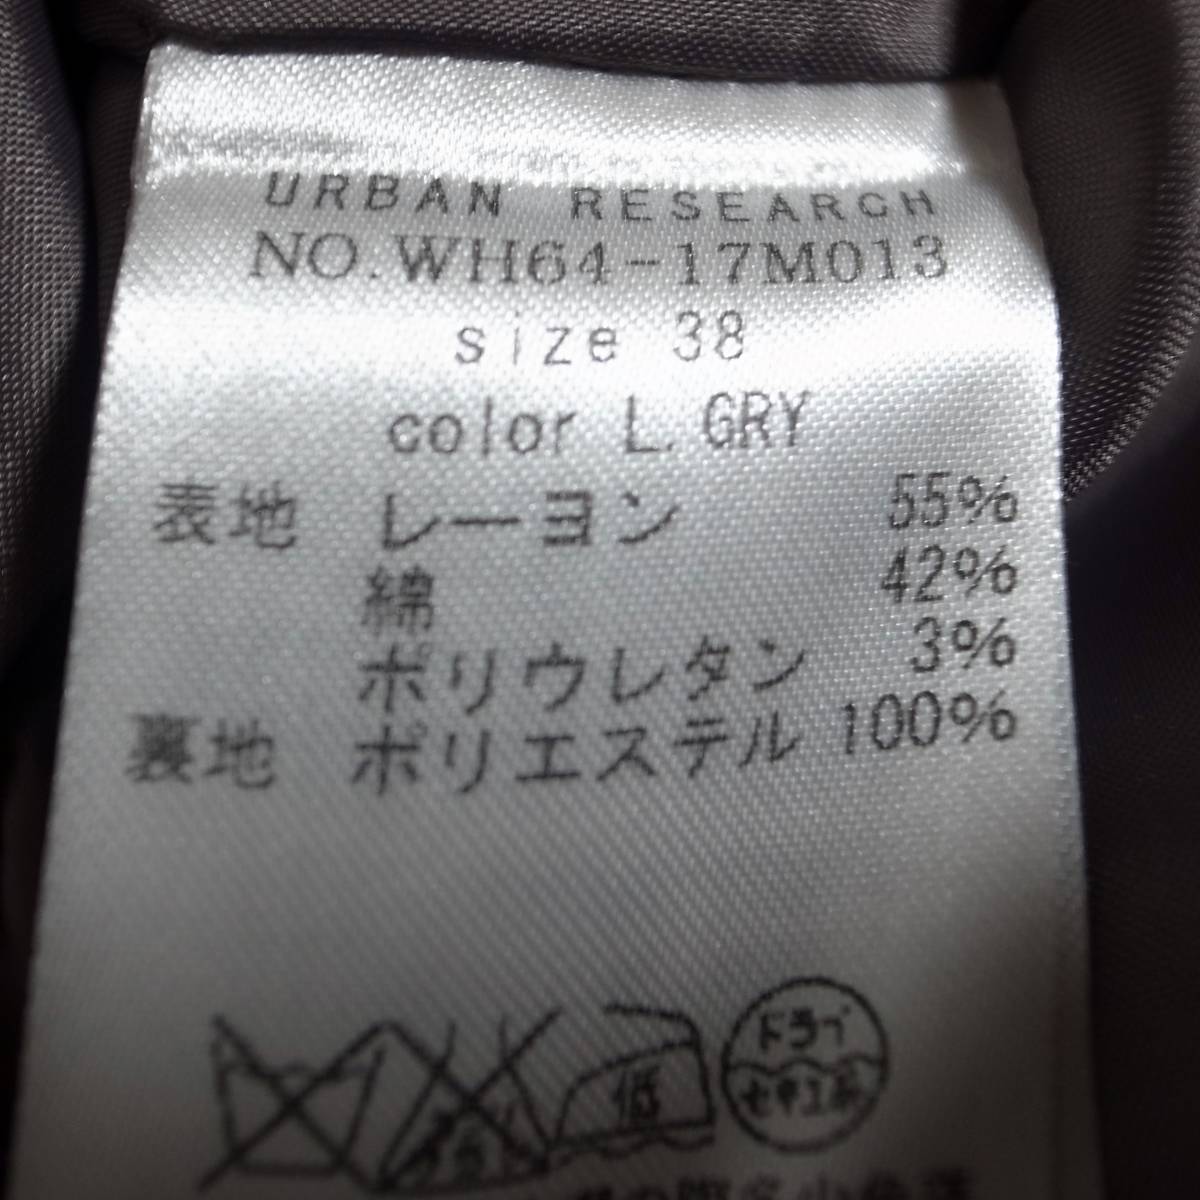 URBAN RESEARCH
NO.WH64-17M013
size 38
color L.GRY
表地 レーヨン 55%
綿 42%
ポリウレタン 3%
裏地 ポリエステル 100%
低
ドライ
セキユ系